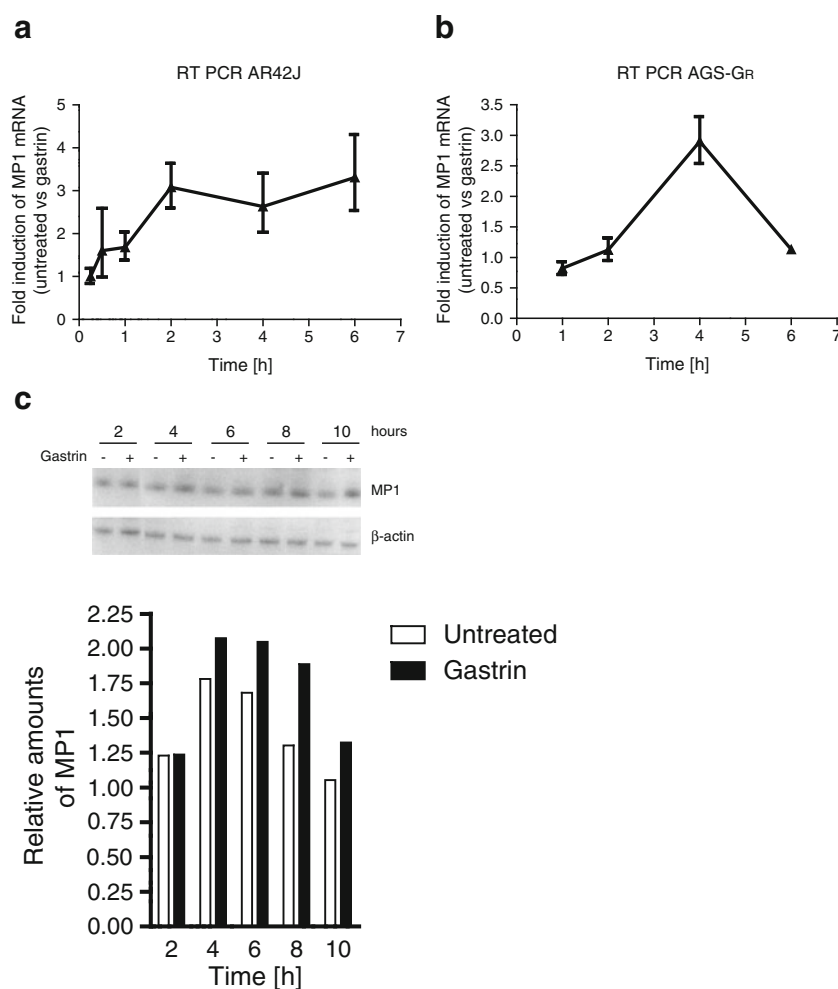 a
RT PCR AR42J
Fold induction of MP1 mRNA
(untreated vs gastrin)
5
4
3
2
1
0
0 1 2 3 4 5 6 7
Time [h]
b
RT PCR AGS-GR
Fold induction of MP1 mRNA
(untreated vs gastrin)
3.5
3.0
2.5
2.0
1.5
1.0
0.5
0.0
0 1 2 3 4 5 6 7
Time [h]
c
2 4 6 8 10 hours
Gastrin - + - + - + - + - +
MP1
β-actin
Relative amounts
of MP1
2.25
2.00
1.75
1.50
1.25
1.00
0.75
0.50
0.25
0.00
2 4 6 8 10
Time [h]
Untreated
Gastrin